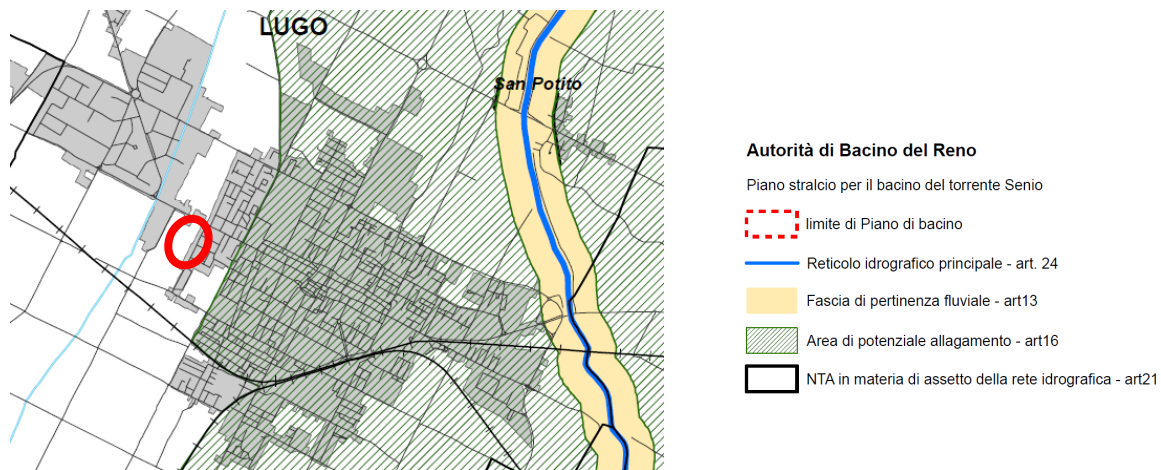 LUGO
San Potito
Autorità di Bacino del Reno
Piano stralcio per il bacino del torrente Senio
limite di Piano di bacino
Reticolo idrografico principale - art. 24
Fascia di pertinenza fluviale - art13
Area di potenziale allagamento - art16
NTA in materia di assetto della rete idrografica - art21